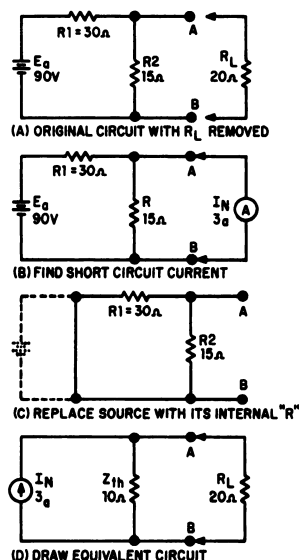 R1=30Ω
A
Ea
90V
R2
15Ω
RL
20Ω
B
(A) ORIGINAL CIRCUIT WITH RL REMOVED
R1=30Ω
A
Ea
90V
R
15Ω
IN
3a
A
B
(B) FIND SHORT CIRCUIT CURRENT
R1=30Ω
A
R2
15Ω
B
(C) REPLACE SOURCE WITH ITS INTERNAL "R"
A
IN
3a
Zth
10Ω
RL
20Ω
B
(D) DRAW EQUIVALENT CIRCUIT